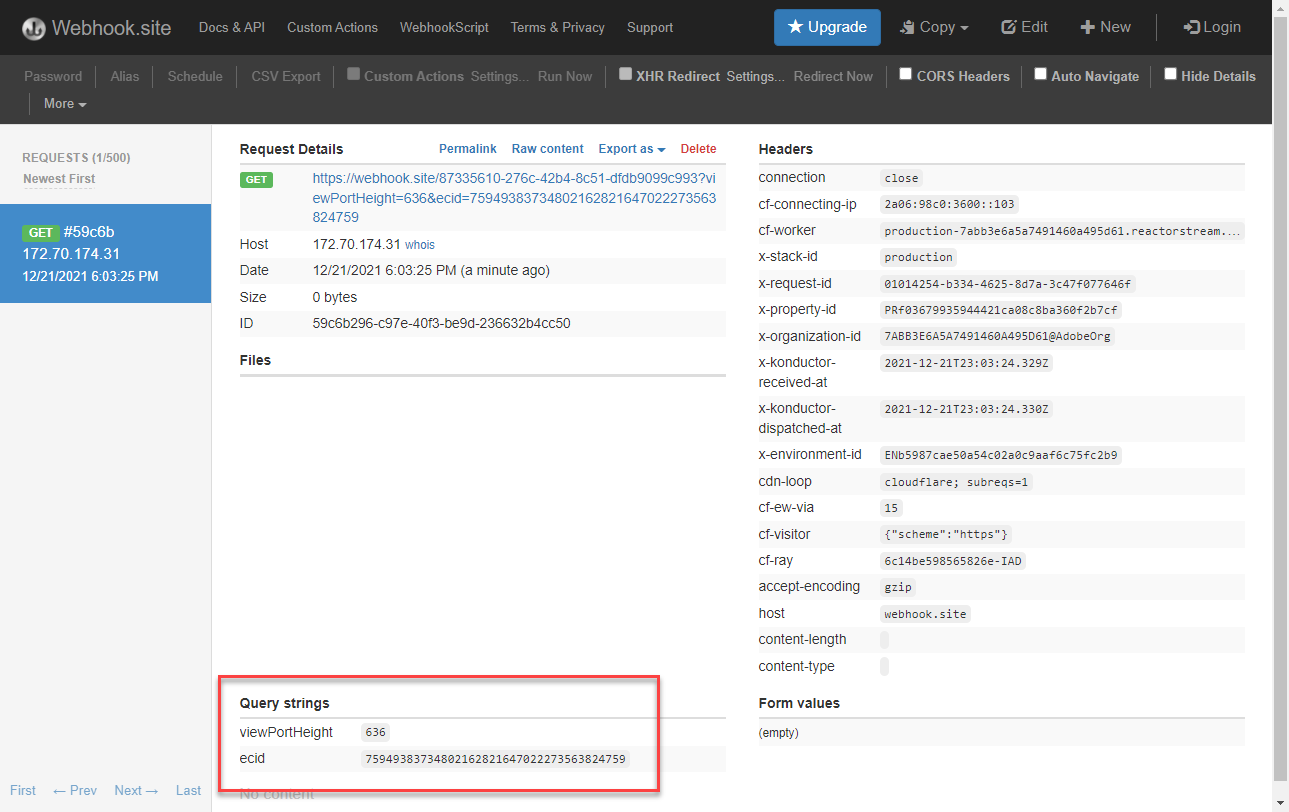 Webhook.site Docs & API Custom Actions WebhookScript Terms & Privacy Support Upgrade Copy Edit New Login
Password Alias Schedule CSV Export Custom Actions Settings... Run Now XHR Redirect Settings... Redirect Now CORS Headers Auto Navigate Hide Details
More
REQUESTS (1/500)
Newest First
GET #59c6b
172.70.174.31
12/21/2021 6:03:25 PM
First ← Prev Next → Last
Request Details Permalink Raw content Export as Delete
GET https://webhook.site/87335610-276c-42b4-8c51-dfdb9099c993?vi
ewPortHeight=636&ecid=75949383734802162821647022273563
824759
Host 172.70.174.31 whois
Date 12/21/2021 6:03:25 PM (a minute ago)
Size 0 bytes
ID 59c6b296-c97e-40f3-be9d-236632b4cc50
Files
Headers
connection close
cf-connecting-ip 2a06:98c0:3600::103
cf-worker production-7abb3e6a5a7491460a495d61.reactorstream....
x-stack-id production
x-request-id 01014254-b334-4625-8d7a-3c47f077646f
x-property-id PRf03679935944421ca08c8ba360f2b7cf
x-organization-id 7ABB3E6A5A7491460A495D61@AdobeOrg
x-konductor-
received-at 2021-12-21T23:03:24.329Z
x-konductor-
dispatched-at 2021-12-21T23:03:24.330Z
x-environment-id ENb5987cae50a54c02a0c9aaf6c75fc2b9
cdn-loop cloudflare; subreqs=1
cf-ew-via 15
cf-visitor {"scheme":"https"}
cf-ray 6c14be598565826e-IAD
accept-encoding gzip
host webhook.site
content-length
content-type
Query strings
viewPortHeight 636
ecid 75949383734802162821647022273563824759
No content
Form values
(empty)